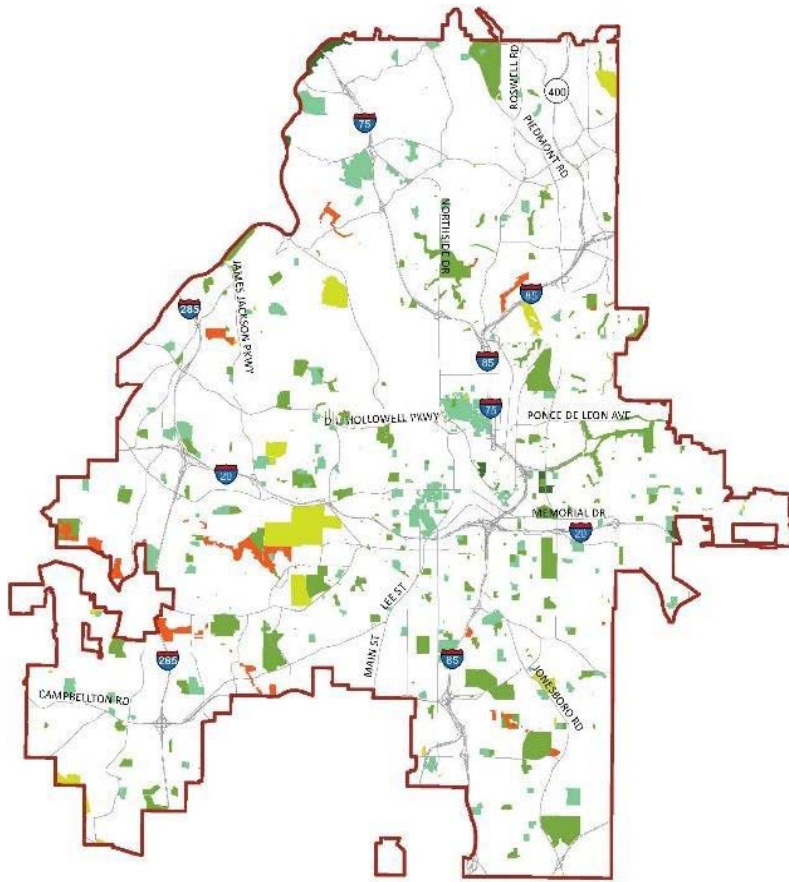 ROSWELL RD
400
75
PIEDMONT RD
NORTHSIDE DR
JAMES JACKSON PKWY
285
85
85
75
HOLLOWELL PKWY
PONCE DE LEON AVE
20
MEMORIAL DR
20
LEE ST
MAIN ST
285
85
JONESBORO RD
CAMPBELLTON RD